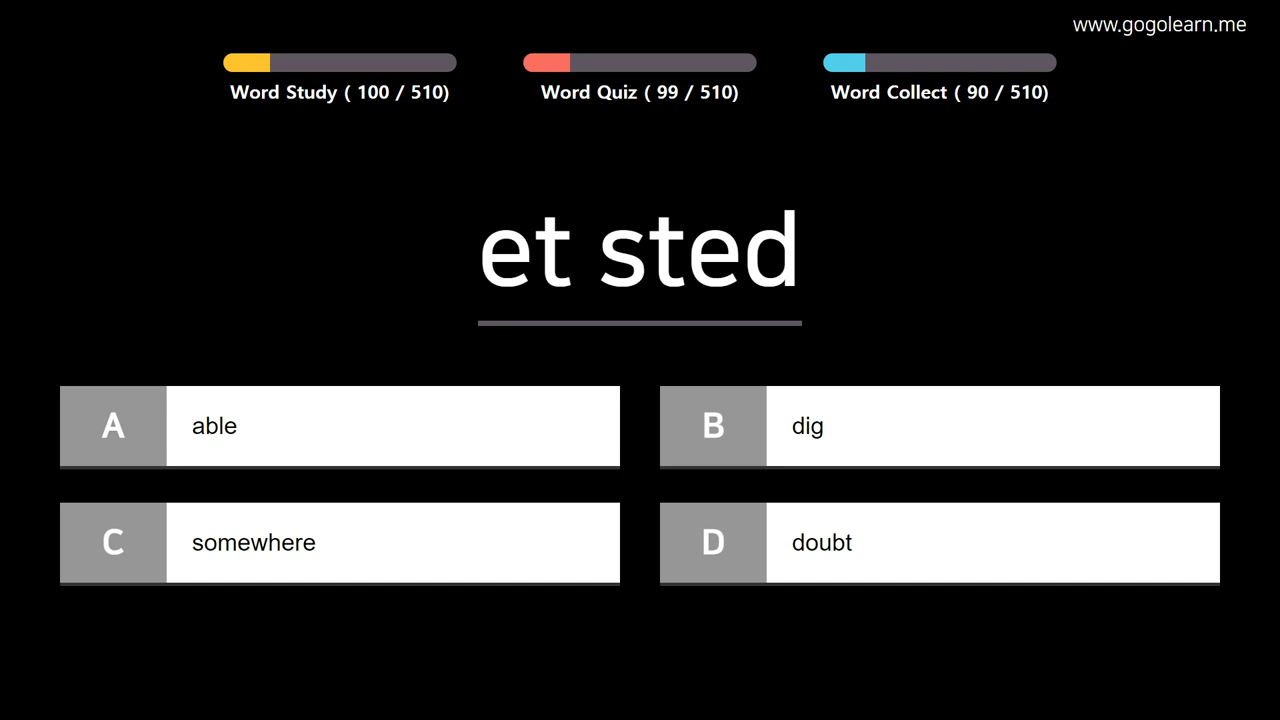 www.gogolearn.me
Word Study ( 100 / 510)
Word Quiz ( 99 / 510)
Word Collect ( 90 / 510)
et sted
A able
B dig
C somewhere
D doubt